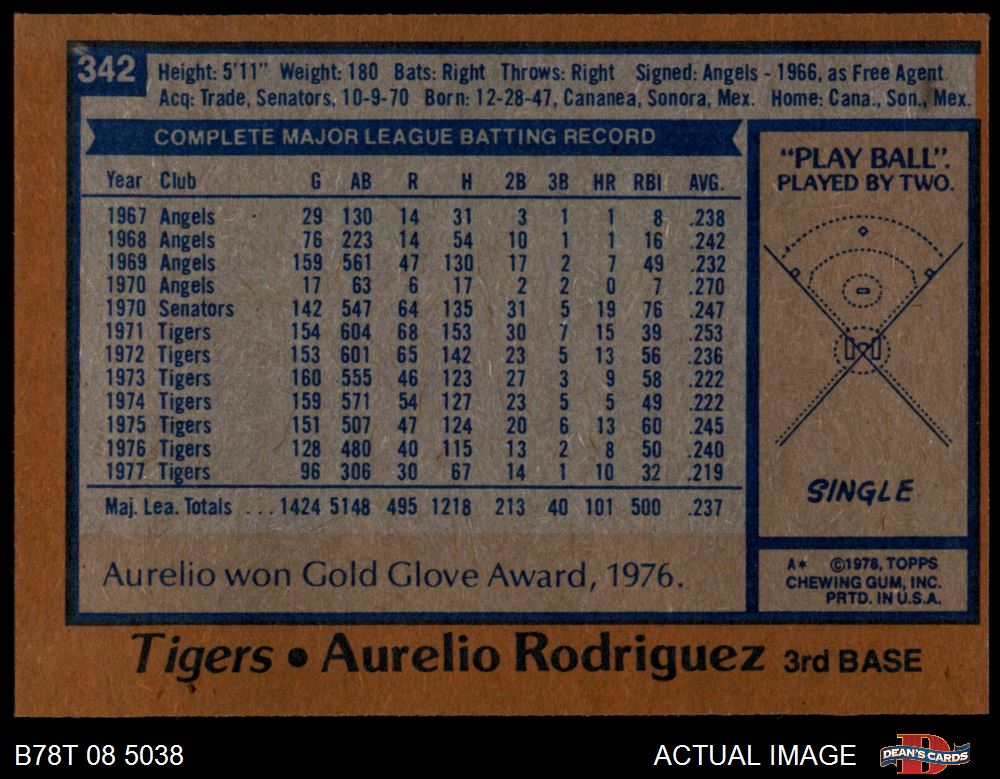 342
Height: 5'11" Weight: 180 Bats: Right Throws: Right Signed: Angels - 1966, as Free Agent
Acq: Trade, Senators, 10-9-70 Born: 12-28-47, Cananea, Sonora, Mex. Home: Cana., Son., Mex.
COMPLETE MAJOR LEAGUE BATTING RECORD
Year Club G AB R H 2B 3B HR RBI AVG.
1967 Angels 29 130 14 31 3 1 1 8 .238
1968 Angels 76 223 14 54 10 1 1 16 .242
1969 Angels 159 561 47 130 17 2 7 49 .232
1970 Angels 17 63 6 17 2 2 0 7 .270
1970 Senators 142 547 64 135 31 5 19 76 .247
1971 Tigers 154 604 68 153 30 7 15 39 .253
1972 Tigers 153 601 65 142 23 5 13 56 .236
1973 Tigers 160 555 46 123 27 3 9 58 .222
1974 Tigers 159 571 54 127 23 5 5 49 .222
1975 Tigers 151 507 47 124 20 6 13 60 .245
1976 Tigers 128 480 40 115 13 2 8 50 .240
1977 Tigers 96 306 30 67 14 1 10 32 .219
Maj. Lea. Totals ... 1424 5148 495 1218 213 40 101 500 .237
Aurelio won Gold Glove Award, 1976.
"PLAY BALL".
PLAYED BY TWO.
SINGLE
A* ©1978, TOPPS
CHEWING GUM, INC.
PRTD. IN U.S.A.
Tigers • Aurelio Rodriguez 3rd BASE
B78T 08 5038 ACTUAL IMAGE
D
DEAN'S CARDS